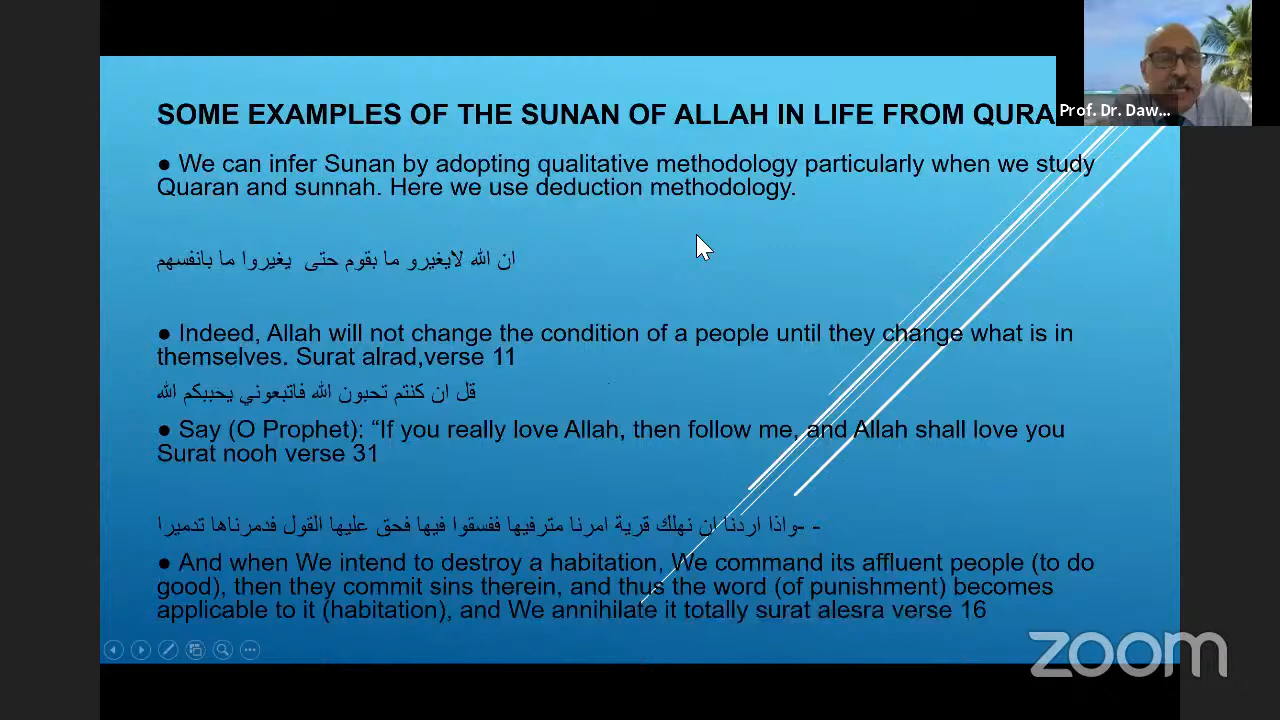 SOME EXAMPLES OF THE SUNAN OF ALLAH IN LIFE FROM QURA
Prof. Dr. Daw...
● We can infer Sunan by adopting qualitative methodology particularly when we study
Quaran and sunnah. Here we use deduction methodology.
ان الله لايغيرو ما بقوم حتى يغيروا ما بانفسهم
● Indeed, Allah will not change the condition of a people until they change what is in
themselves. Surat alrad,verse 11
قل ان كنتم تحبون الله فاتبعوني يحببكم الله
● Say (O Prophet): “If you really love Allah, then follow me, and Allah shall love you
Surat nooh verse 31
- -واذا اردنا ان نهلك قرية امرنا مترفيها ففسقوا فيها فحق عليها القول فدمرناها تدميرا
● And when We intend to destroy a habitation, We command its affluent people (to do
good), then they commit sins therein, and thus the word (of punishment) becomes
applicable to it (habitation), and We annihilate it totally surat alesra verse 16
zoom